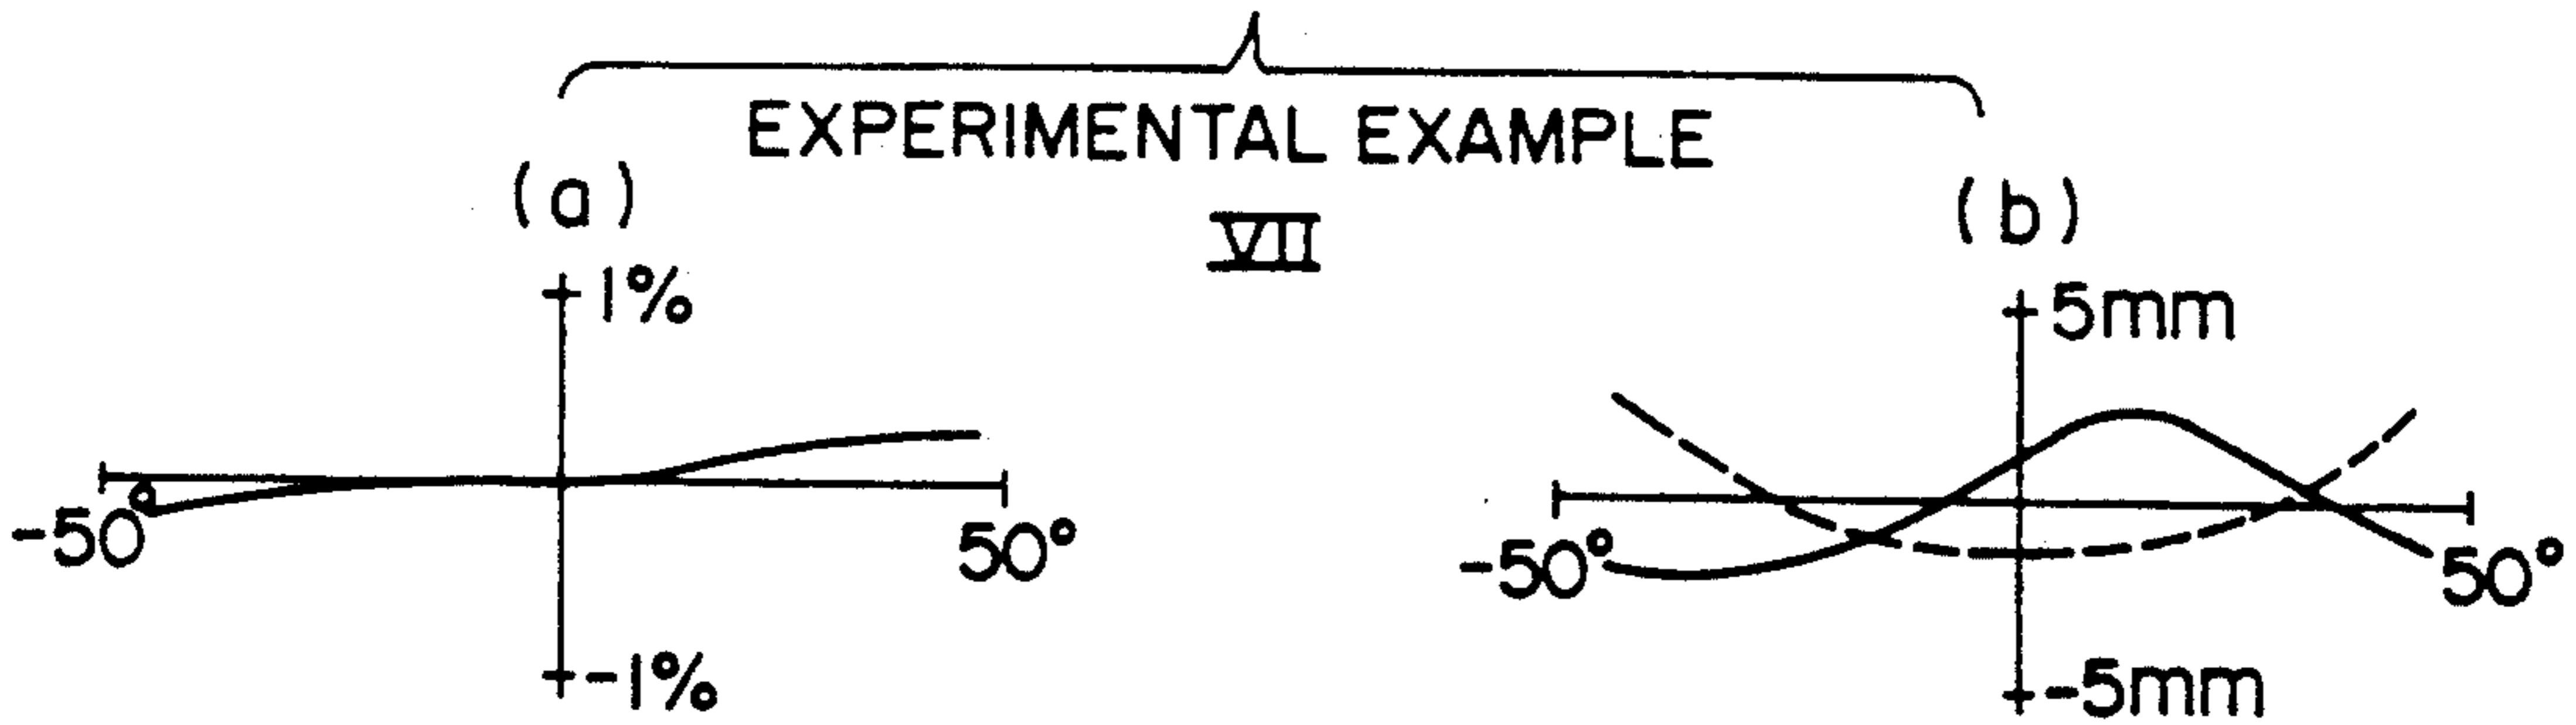 EXPERIMENTAL EXAMPLE
VII
(a)
1%
-50°
50°
-1%
(b)
5mm
-50°
50°
-5mm